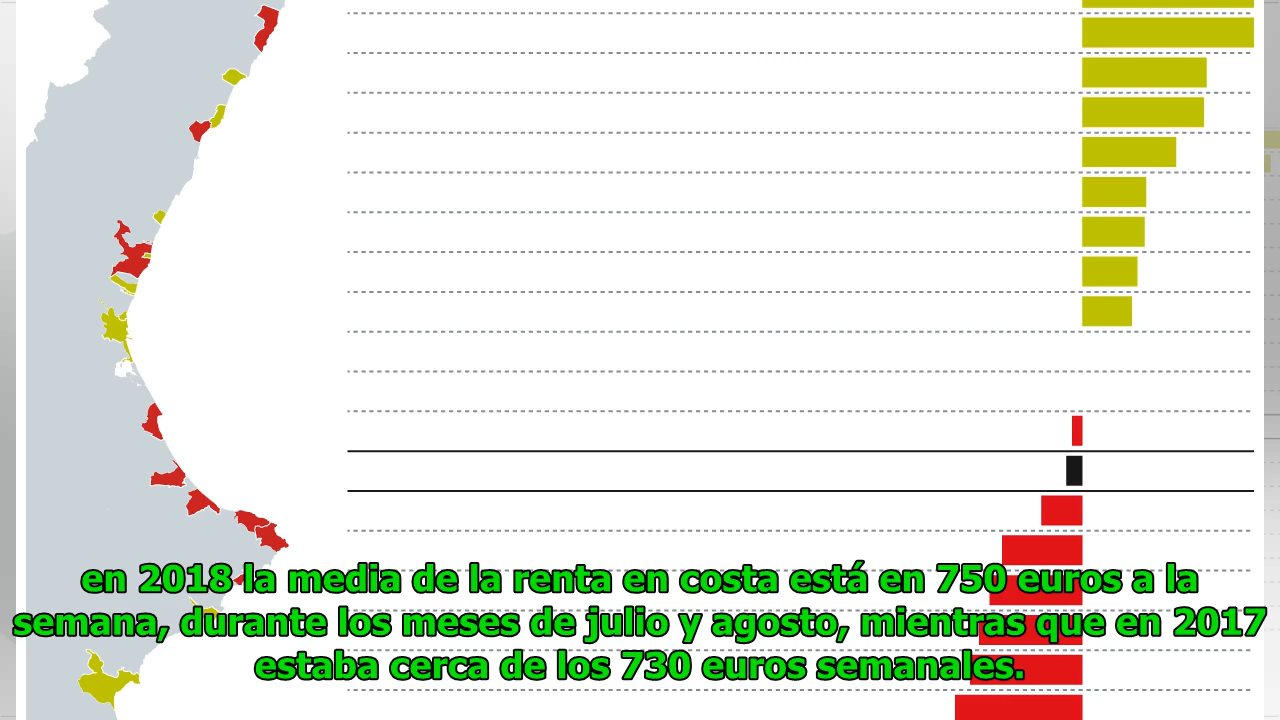 en 2018 la media de la renta en costa está en 750 euros a la
semana, durante los meses de julio y agosto, mientras que en 2017
estaba cerca de los 730 euros semanales.